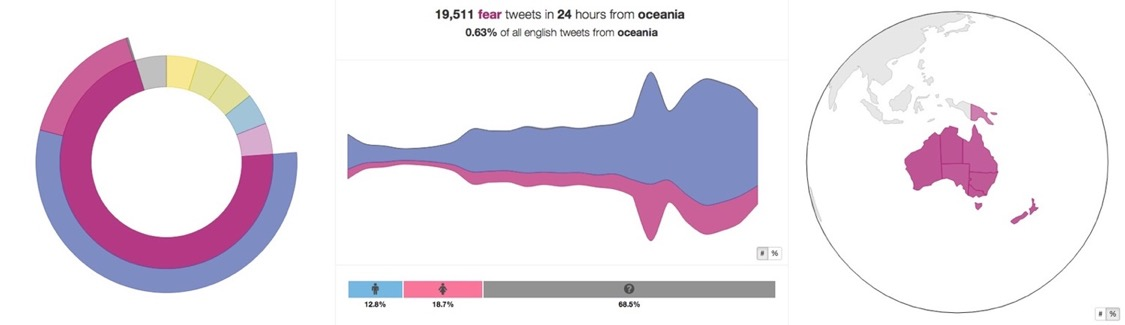 19,511 fear tweets in 24 hours from oceania
0.63% of all english tweets from oceania
# %
?
12.8% 18.7% 68.5%
# %